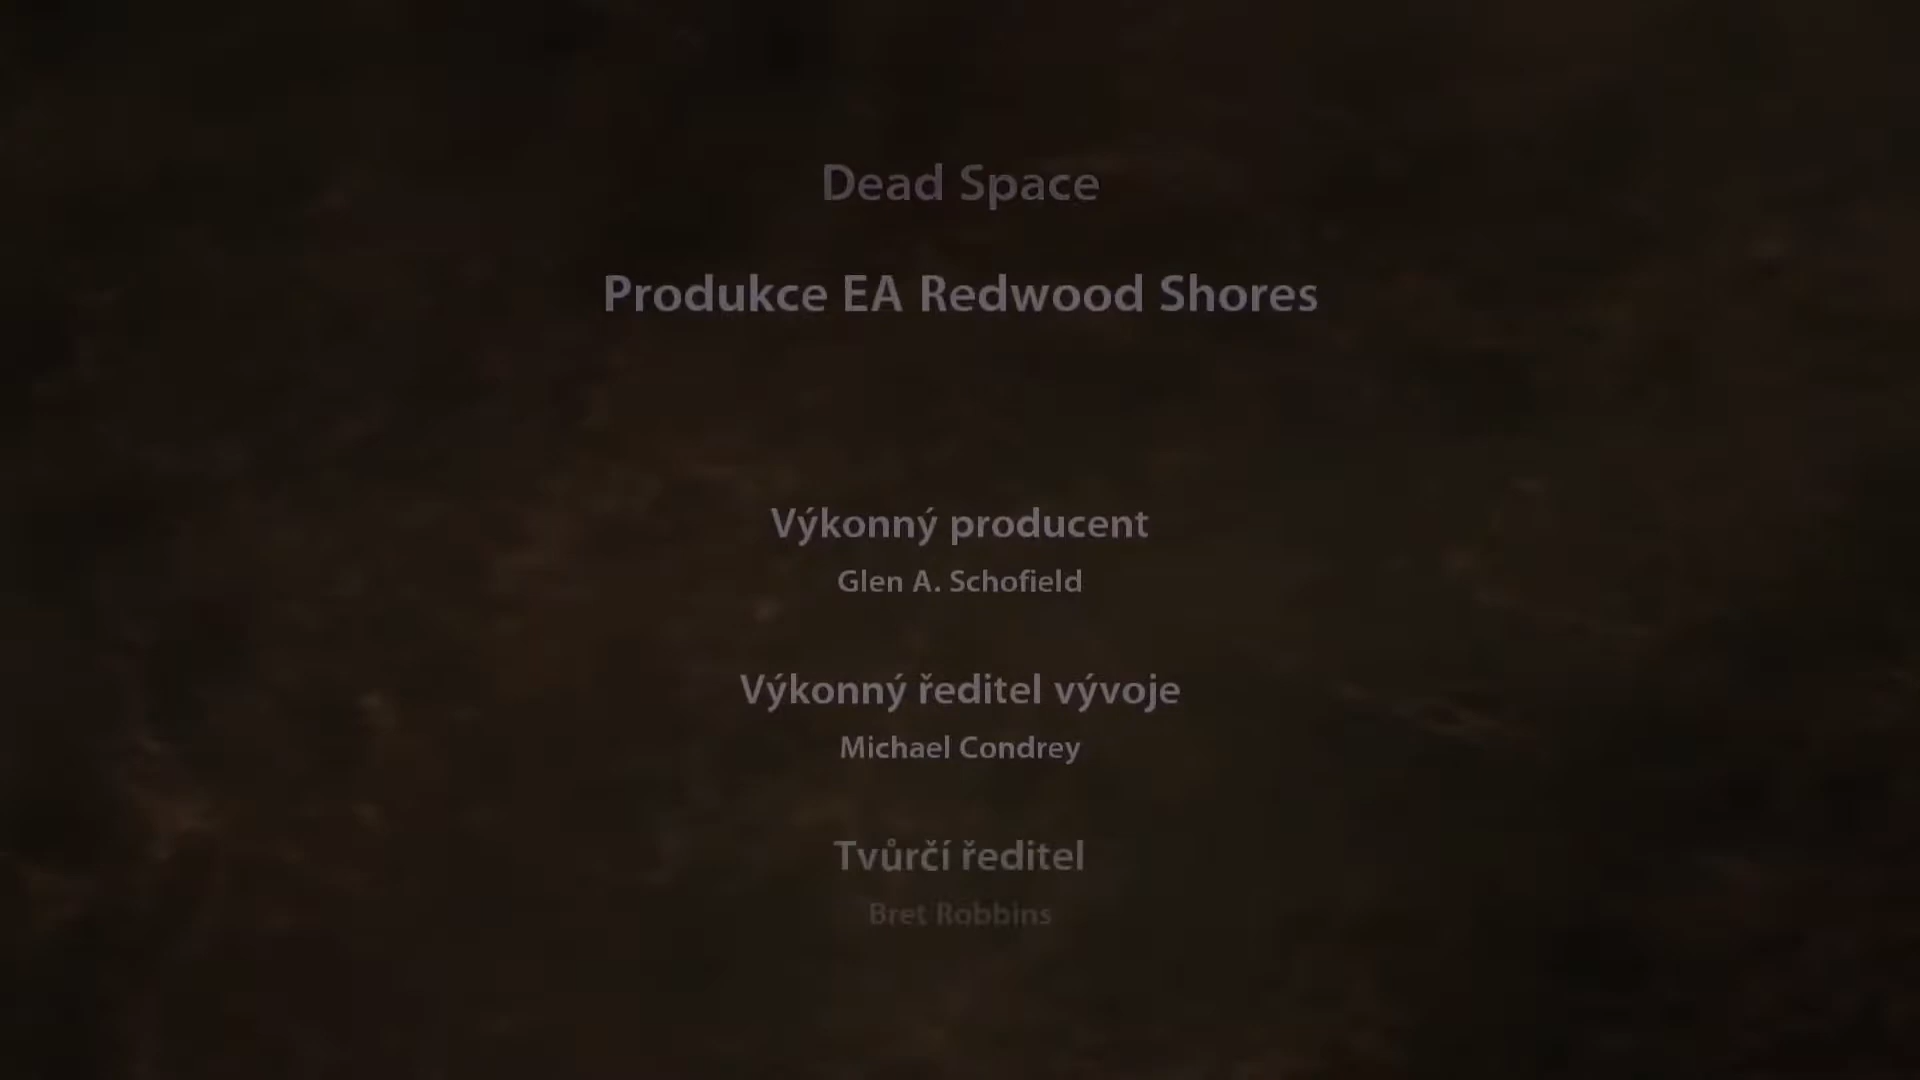 Dead Space
Produkce EA Redwood Shores
Výkonný producent
Glen A. Schofield
Výkonný ředitel vývoje
Michael Condrey
Tvůrčí ředitel
Bret Robbins